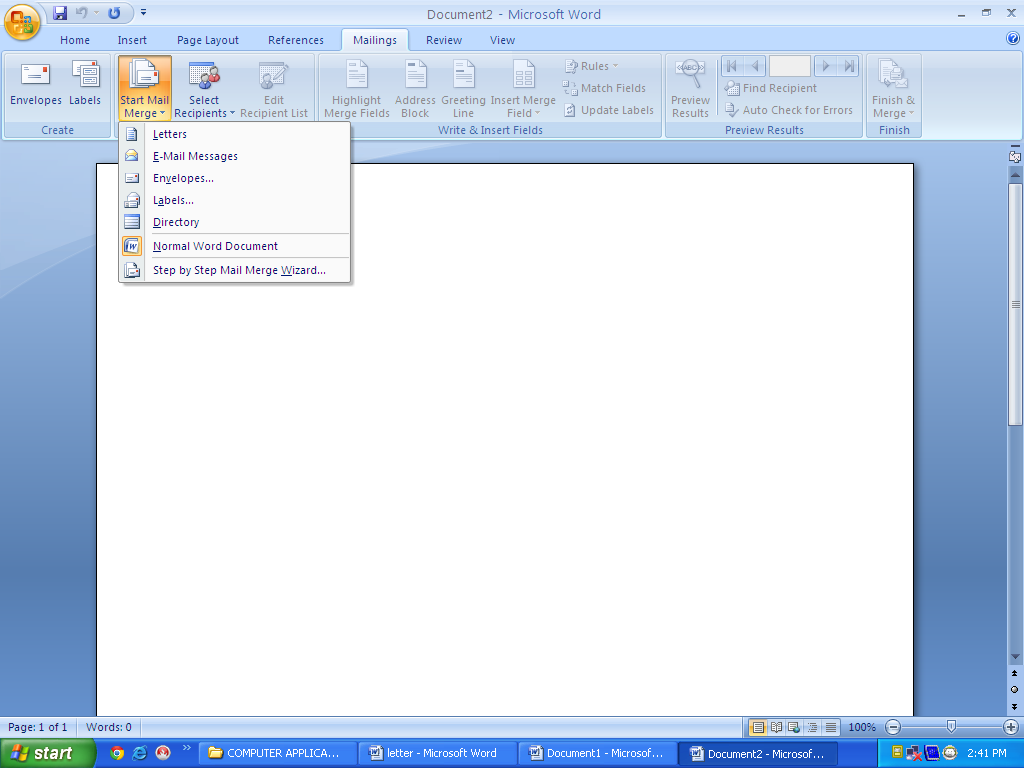 Document2 - Microsoft Word
Home Insert Page Layout References Mailings Review View
Envelopes Labels
Create
Start Mail Merge
Select Recipients
Edit Recipient List
Highlight Merge Fields
Address Block
Greeting Line
Insert Merge Field
Rules
Match Fields
Update Labels
Write & Insert Fields
ABC
Preview Results
Find Recipient
Auto Check for Errors
Preview Results
Finish & Merge
Finish
Letters
E-Mail Messages
Envelopes...
Labels...
Directory
Normal Word Document
Step by Step Mail Merge Wizard...
Page: 1 of 1 Words: 0 100%
start COMPUTER APPLICA... letter - Microsoft Word Document1 - Microsof... Document2 - Microsof... 2:41 PM